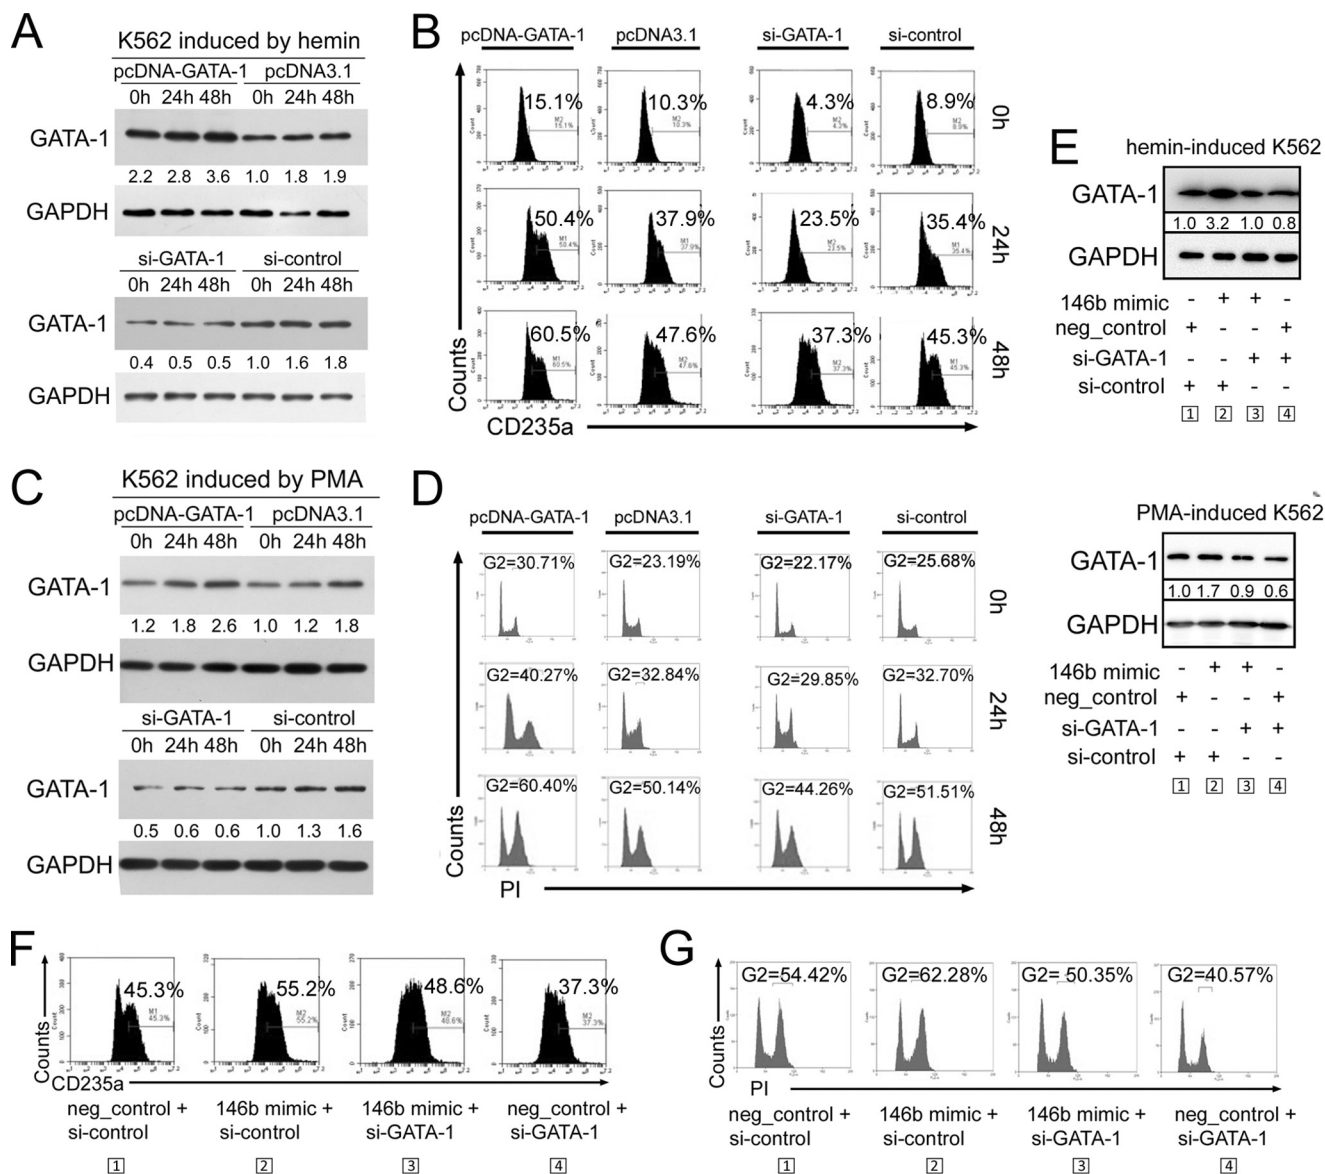 A
K562 induced by hemin
pcDNA-GATA-1 pcDNA3.1
0h 24h 48h 0h 24h 48h
GATA-1
2.2 2.8 3.6 1.0 1.8 1.9
GAPDH
si-GATA-1 si-control
0h 24h 48h 0h 24h 48h
GATA-1
0.4 0.5 0.5 1.0 1.6 1.8
GAPDH
B
pcDNA-GATA-1 pcDNA3.1 si-GATA-1 si-control
15.1% 10.3% 4.3% 8.9% 0h
50.4% 37.9% 23.5% 35.4% 24h
60.5% 47.6% 37.3% 45.3% 48h
Counts
CD235a
C
K562 induced by PMA
pcDNA-GATA-1 pcDNA3.1
0h 24h 48h 0h 24h 48h
GATA-1
1.2 1.8 2.6 1.0 1.2 1.8
GAPDH
si-GATA-1 si-control
0h 24h 48h 0h 24h 48h
GATA-1
0.5 0.6 0.6 1.0 1.3 1.6
GAPDH
D
pcDNA-GATA-1 pcDNA3.1 si-GATA-1 si-control
G2=30.71% G2=23.19% G2=22.17% G2=25.68% 0h
G2=40.27% G2=32.84% G2=29.85% G2=32.70% 24h
G2=60.40% G2=50.14% G2=44.26% G2=51.51% 48h
Counts
PI
E
hemin-induced K562
GATA-1
1.0 3.2 1.0 0.8
GAPDH
146b mimic - + + -
neg_control + - - +
si-GATA-1 - - + +
si-control + + - -
1 2 3 4
PMA-induced K562
GATA-1
1.0 1.7 0.9 0.6
GAPDH
146b mimic - + + -
neg_control + - - +
si-GATA-1 - - + +
si-control + + - -
1 2 3 4
F
45.3% 55.2% 48.6% 37.3%
Counts
CD235a
neg_control + 146b mimic + 146b mimic + neg_control +
si-control si-control si-GATA-1 si-GATA-1
1 2 3 4
G
G2=54.42% G2=62.28% G2= 50.35% G2=40.57%
Counts
PI
neg_control + 146b mimic + 146b mimic + neg_control +
si-control si-control si-GATA-1 si-GATA-1
1 2 3 4